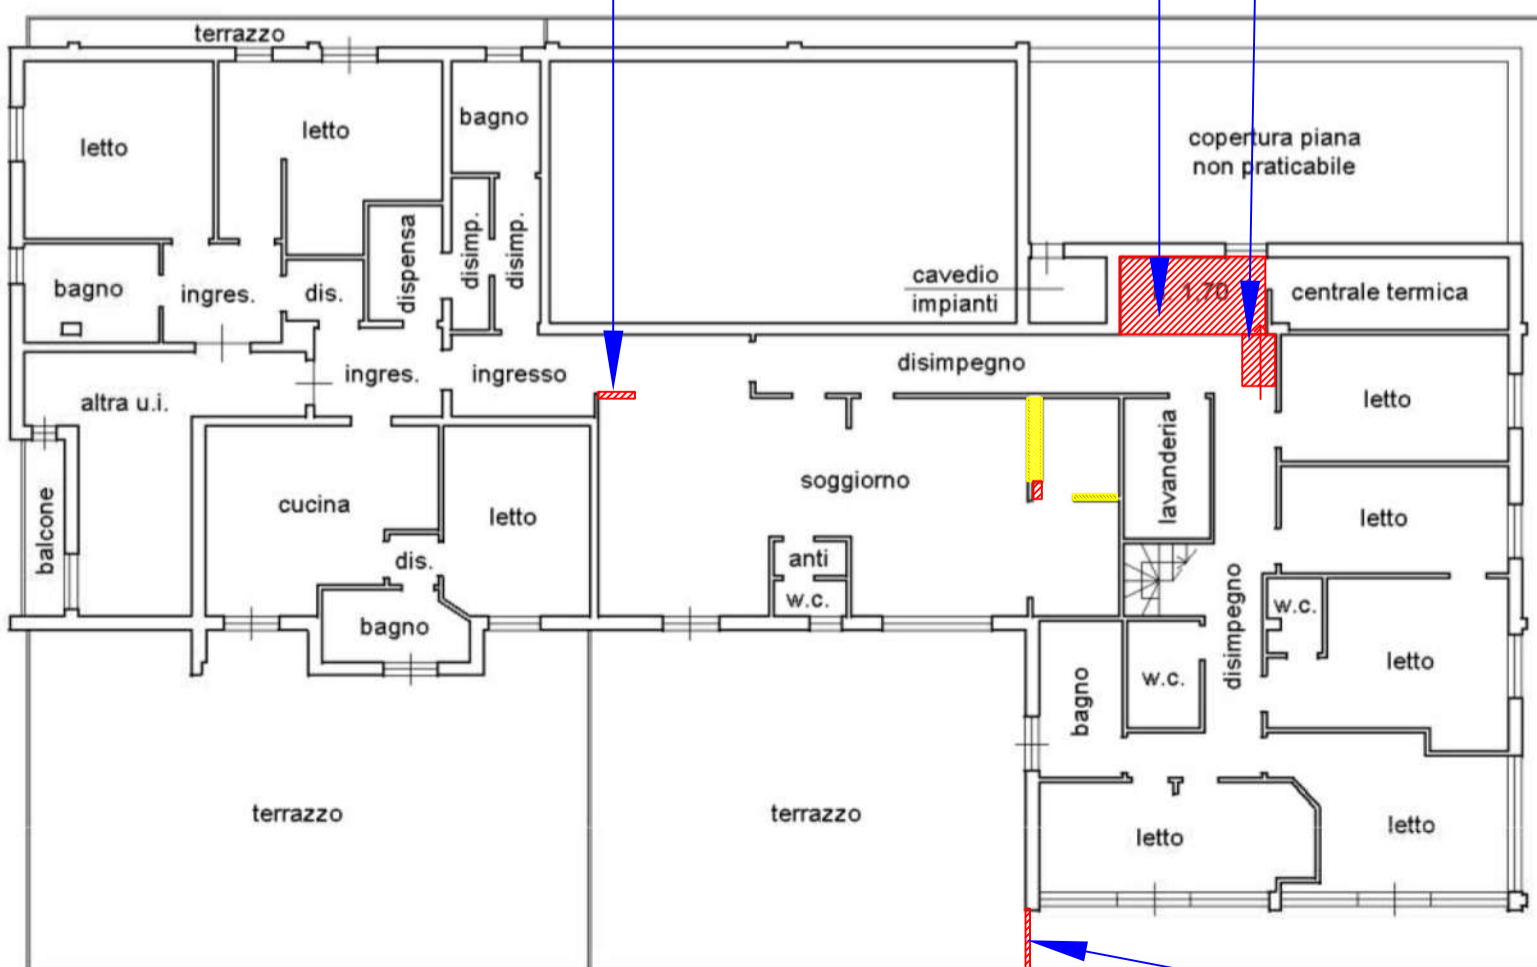 terrazzo
letto
letto
bagno
copertura piana
non praticabile
dispensa
disimp.
disimp.
bagno
ingres.
dis.
cavedio
impianti
1.70
centrale termica
altra u.i.
ingres.
ingresso
disimpegno
letto
balcone
cucina
letto
soggiorno
lavanderia
letto
dis.
anti
w.c.
bagno
disimpegno
w.c.
letto
bagno
w.c.
terrazzo
terrazzo
letto
letto